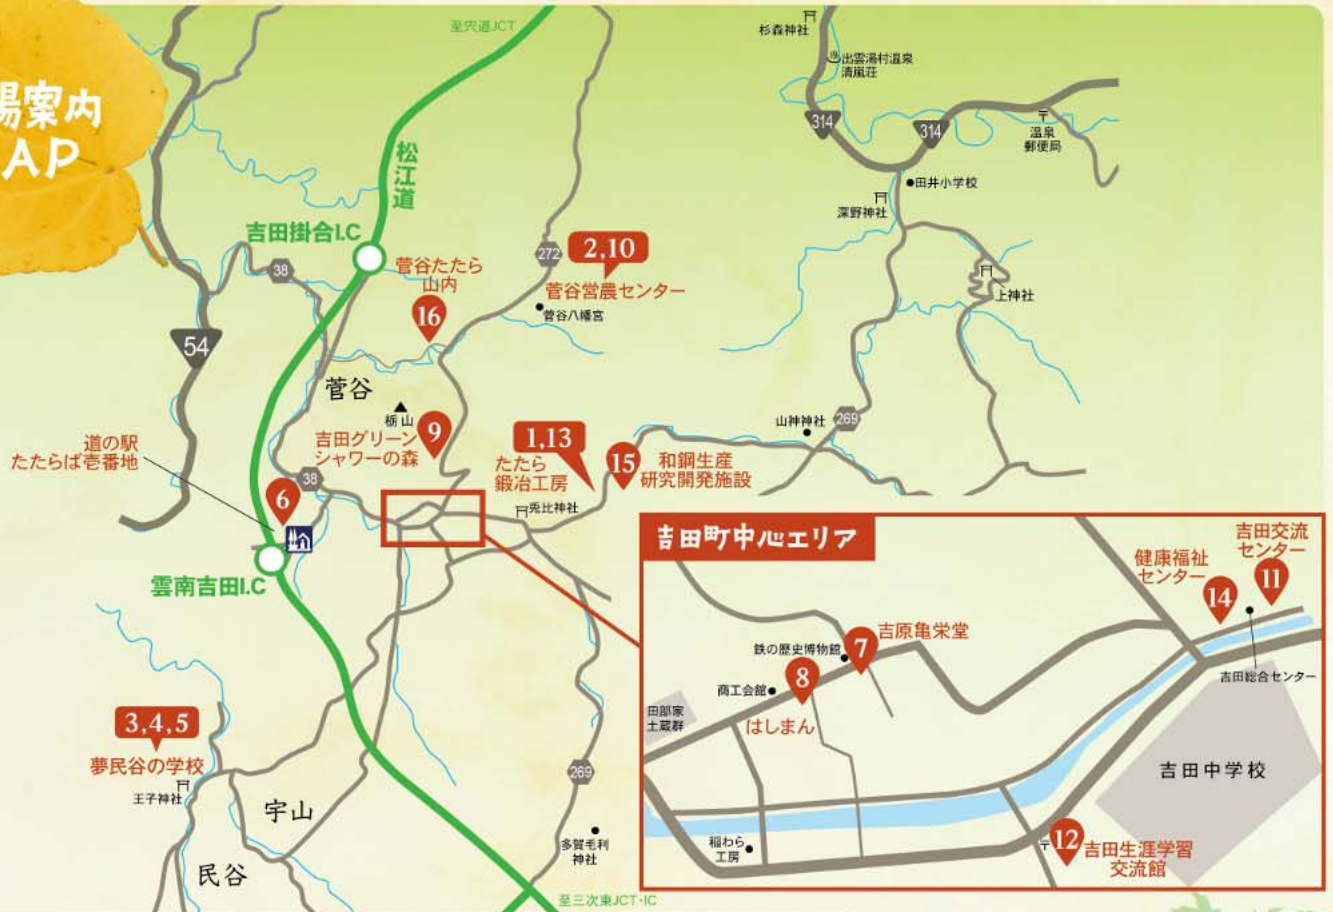 場案内
AP
至宍道JCT
松江道
吉田掛合I.C
38
54
菅谷たたら
山内
16
272
2,10
菅谷営農センター
菅谷八幡宮
杉森神社
出雲湯村温泉
清嵐荘
314
314
〒
温泉
郵便局
田井小学校
深野神社
上神社
菅谷
栃山
吉田グリーン
シャワーの森
9
1,13
たたら
鍛冶工房
15
和鋼生産
研究開発施設
山神神社
269
道の駅
たたらば壱番地
6
38
兎比神社
雲南吉田I.C
3,4,5
夢民谷の学校
王子神社
宇山
民谷
269
多賀毛利
神社
至三次東JCT・IC
吉田町中心エリア
健康福祉
センター
14
吉田交流
センター
11
吉田総合センター
鉄の歴史博物館
7
吉原亀栄堂
商工会館
8
はしまん
田部家
土蔵群
吉田中学校
稲わら
工房
〒
12
吉田生涯学習
交流館